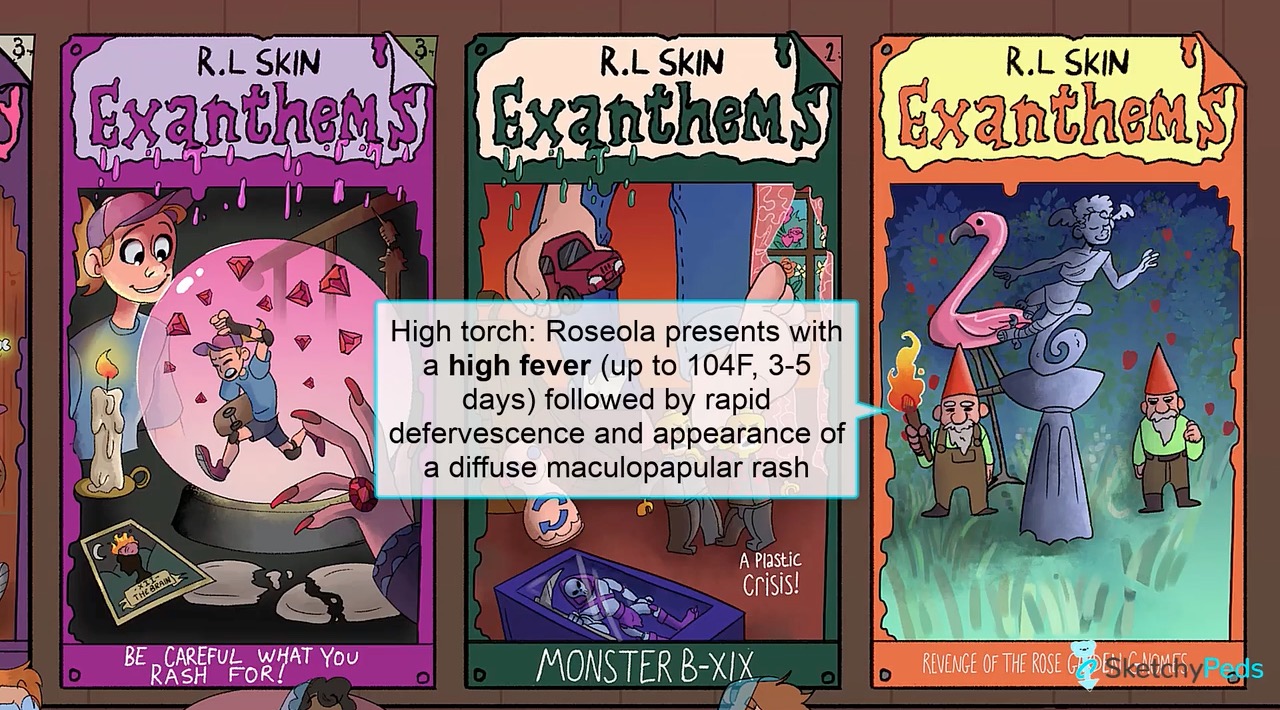 3-
R.L SKIN
Exanthems
BE CAREFUL WHAT YOU
RASH FOR!
THE BRAIN
3-
R.L SKIN
Exanthems
A PLASTIC
CRISIS!
MONSTER B-XIX
2-
R.L SKIN
Exanthems
REVENGE OF THE ROSE GARDEN GNOMES
High torch: Roseola presents with
a high fever (up to 104F, 3-5
days) followed by rapid
defervescence and appearance of
a diffuse maculopapular rash
SketchyPeds